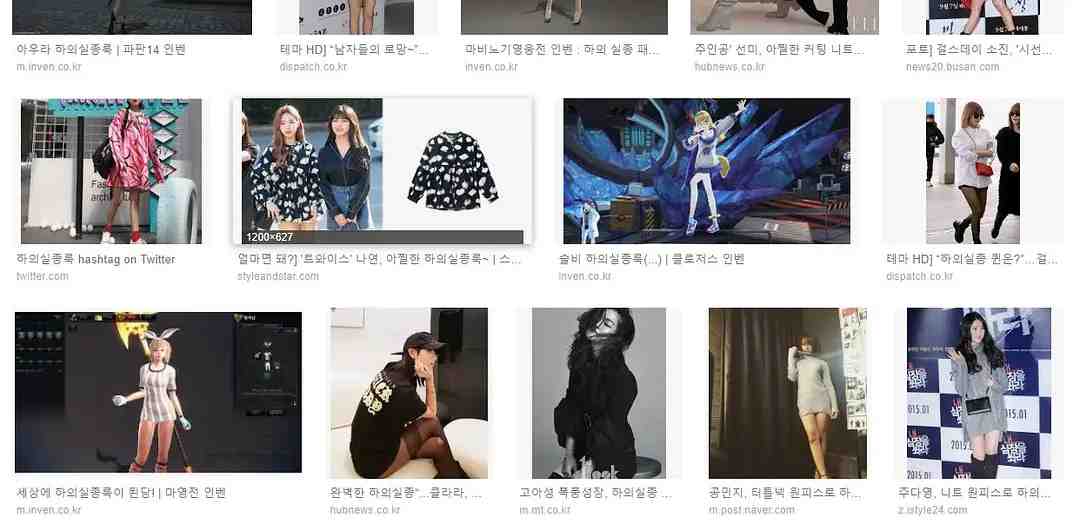 아우라 하의실종룩 | 파판14 인벤
m.inven.co.kr
테마 HD] “남자들의 로망~”...
dispatch.co.kr
마비노기영웅전 인벤 : 하의 실종 패...
inven.co.kr
주인공' 선미, 아찔한 커팅 니트...
hubnews.co.kr
포토] 걸스데이 소진, '시선...
news20.busan.com
1200×627
하의실종룩 hashtag on Twitter
twitter.com
얼마면 돼?] '트와이스' 나연, 아찔한 하의실종룩~ | 스...
styleandstar.com
슬비 하의실종룩(...) | 클로저스 인벤
inven.co.kr
테마 HD] “하의실종 퀸은?”...걸...
dispatch.co.kr
2015.01
세상에 하의실종룩이 뭔당! | 마영전 인벤
m.inven.co.kr
완벽한 하의실종”...클라라, ...
hubnews.co.kr
고아성 폭풍성장, 하의실종 ...
m.mt.co.kr
공민지, 터틀넥 원피스로 하...
m.post.naver.com
주다영, 니트 원피스로 하의...
z.istyle24.com